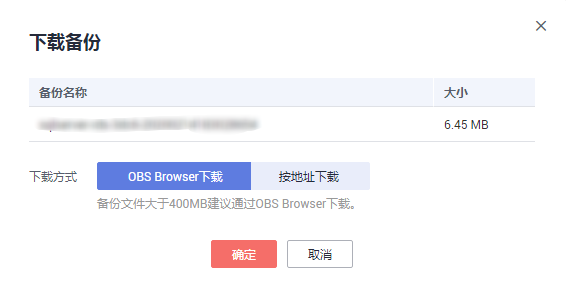 下载备份
备份名称 大小
6.45 MB
下载方式 OBS Browser下载 按地址下载
备份文件大于400MB建议通过OBS Browser下载。
确定 取消